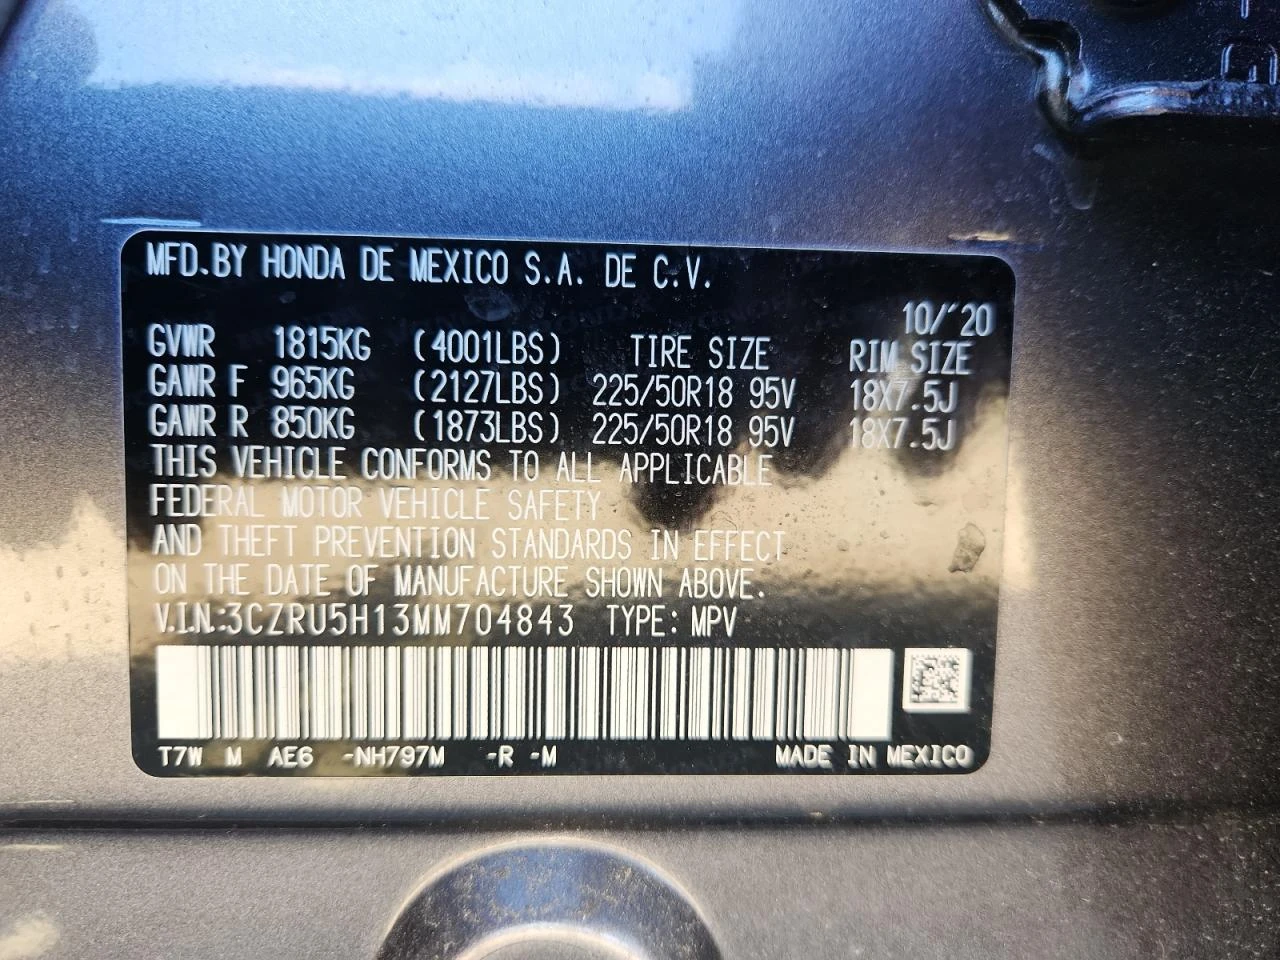 MFD.BY HONDA DE MEXICO S.A. DE C.V.
10/'20
GVWR 1815KG (4001LBS) TIRE SIZE RIM SIZE
GAWR F 965KG (2127LBS) 225/50R18 95V 18X7.5J
GAWR R 850KG (1873LBS) 225/50R18 95V 18X7.5J
THIS VEHICLE CONFORMS TO ALL APPLICABLE
FEDERAL MOTOR VEHICLE SAFETY
AND THEFT PREVENTION STANDARDS IN EFFECT
ON THE DATE OF MANUFACTURE SHOWN ABOVE.
V.I.N.:3CZRU5H13MM704843 TYPE: MPV
T7W M AE6 -NH797M -R -M MADE IN MEXICO